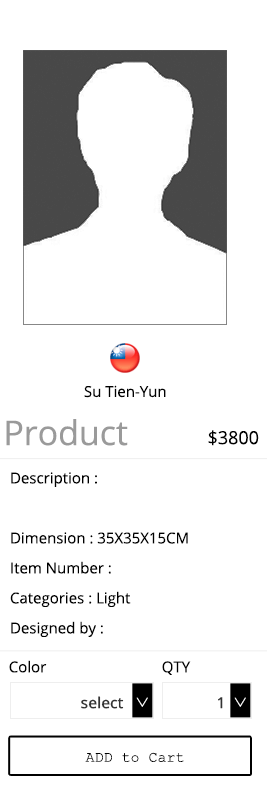 Su Tien-Yun
Product $3800
Description :
Dimension : 35X35X15CM
Item Number :
Categories : Light
Designed by :
Color QTY
select 1
ADD to Cart